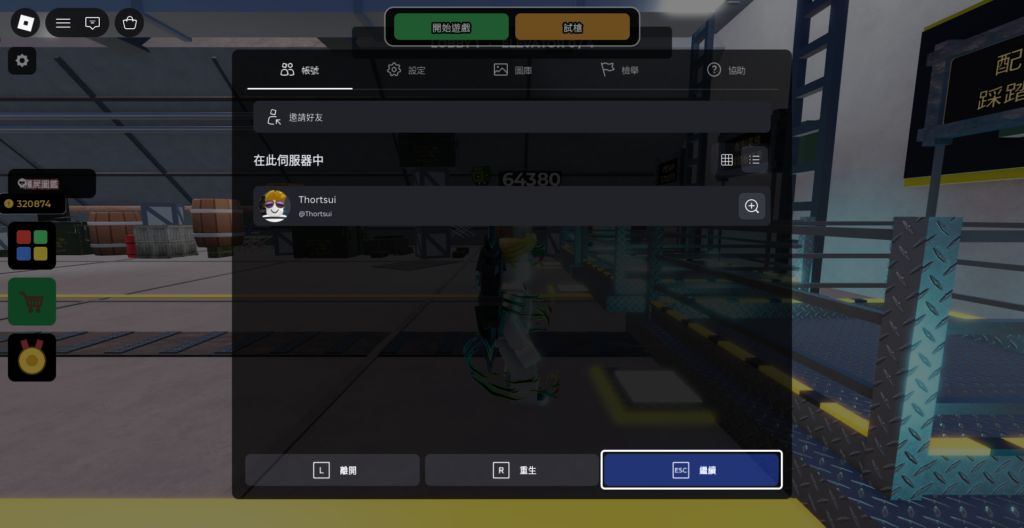 開始遊戲
試槍
帳號
設定
圖庫
檢舉
協助
邀請好友
在此伺服器中
Thortsui
@Thortsui
64380
320874
配
踩踏
L 離開
R 重生
ESC 繼續